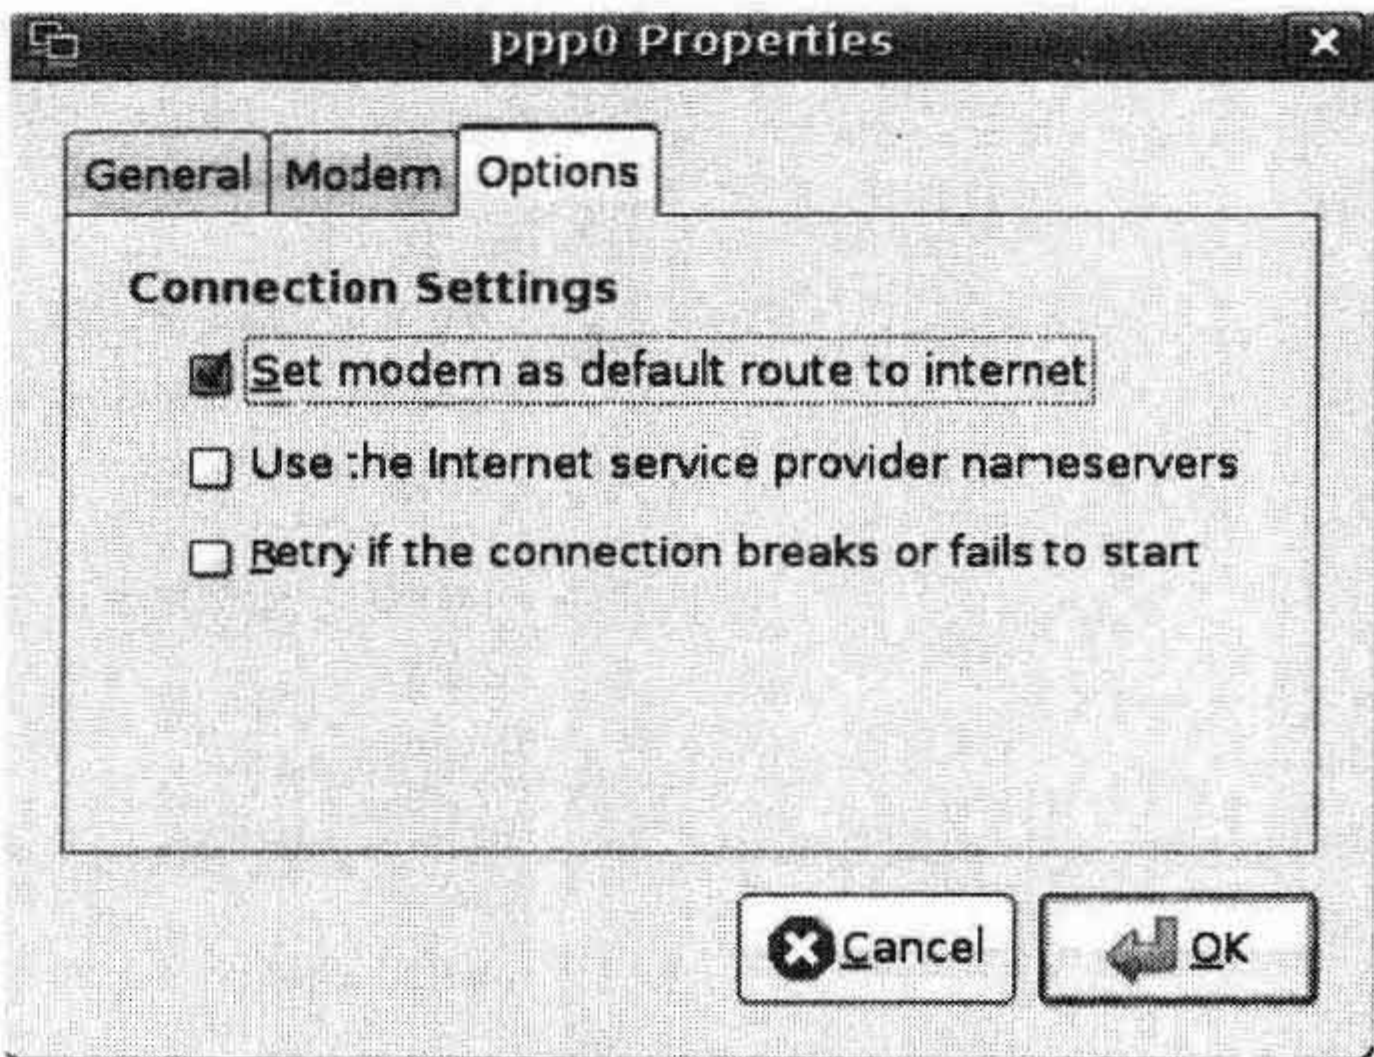 ppp0 Properties
General Modem Options
Connection Settings
Set modem as default route to internet
Use the Internet service provider nameservers
Retry if the connection breaks or fails to start
Cancel OK